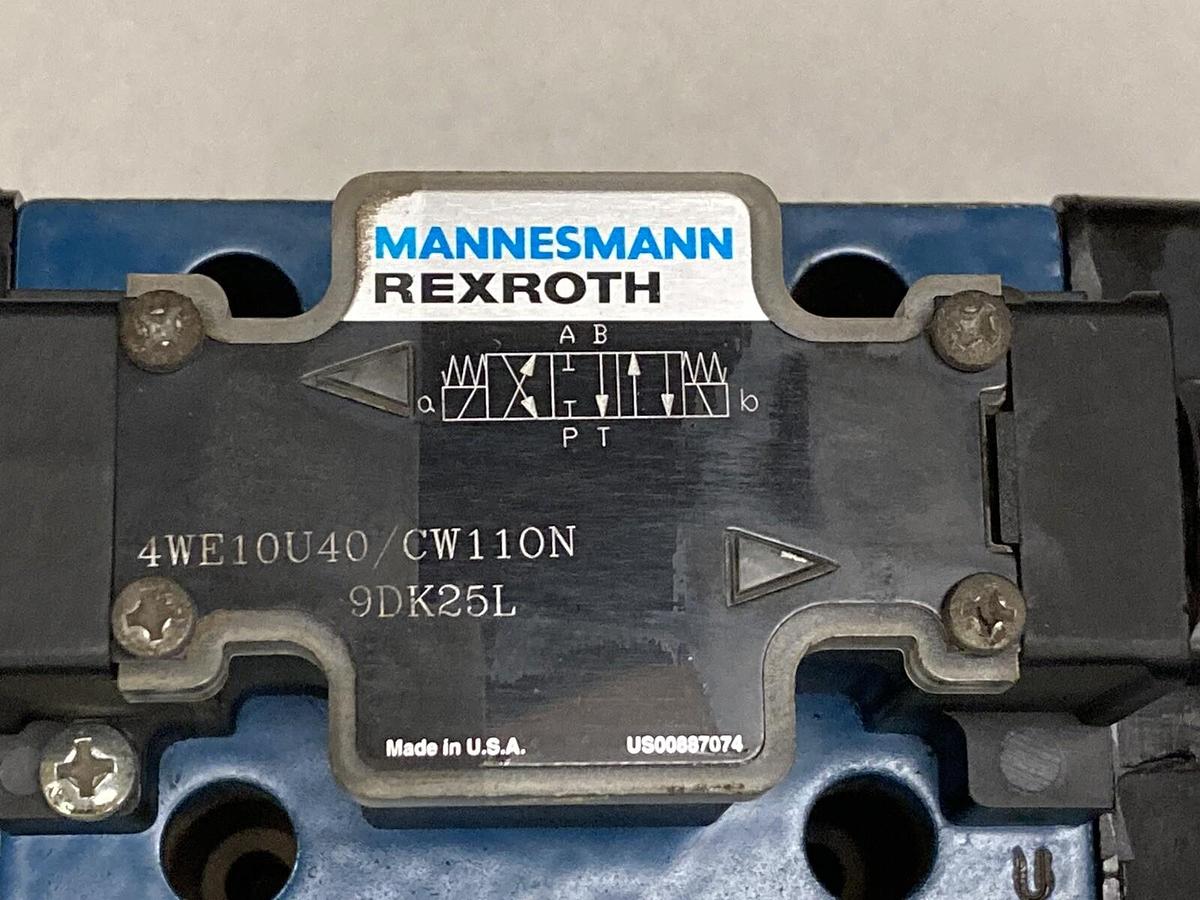 MANNESMANN
REXROTH
A B
a b
P T
4WE10U40/CW110N
9DK25L
Made in U.S.A. US00887074
U